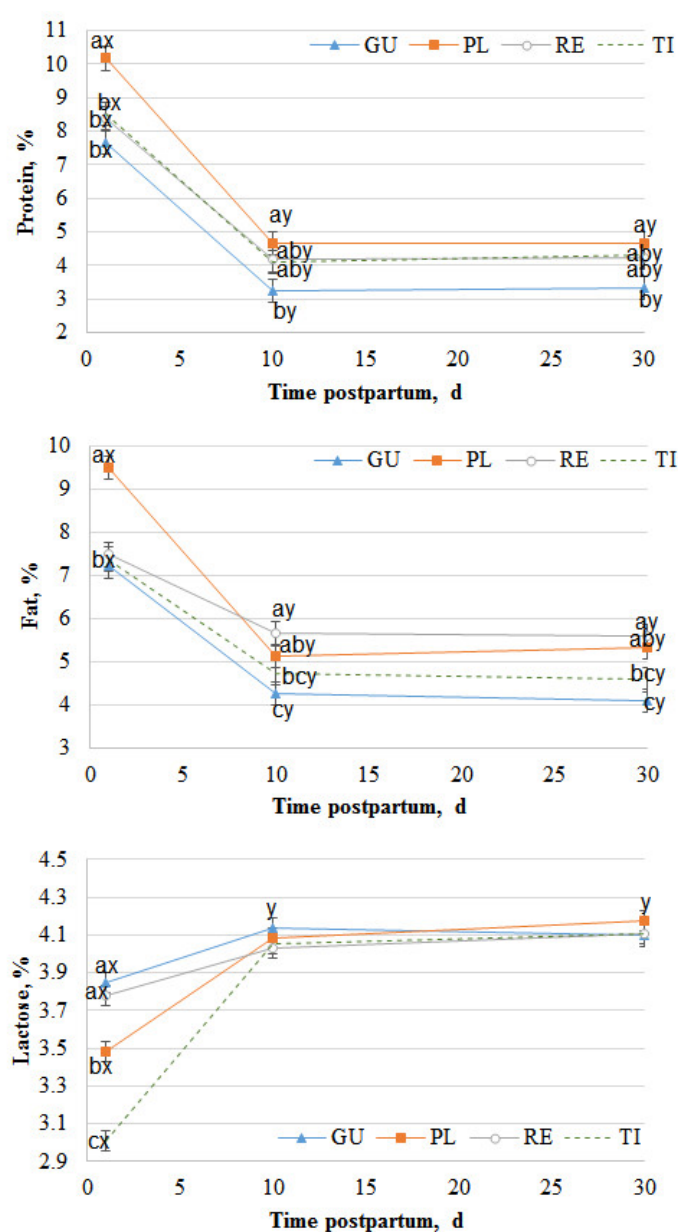 11
10
9
8
7
6
5
4
3
2
Protein, %
GU PL RE TI
ax
bx
bx
bx
ay
aby
aby
by
ay
aby
aby
by
0 5 10 15 20 25 30
Time postpartum, d
10
9
8
7
6
5
4
3
Fat, %
GU PL RE TI
ax
bx
ay
aby
bcy
cy
ay
aby
bcy
cy
0 5 10 15 20 25 30
Time postpartum, d
4.5
4.3
4.1
3.9
3.7
3.5
3.3
3.1
2.9
Lactose, %
ax
ax
bx
cx
y
y
GU PL RE TI
0 5 10 15 20 25 30
Time postpartum, d